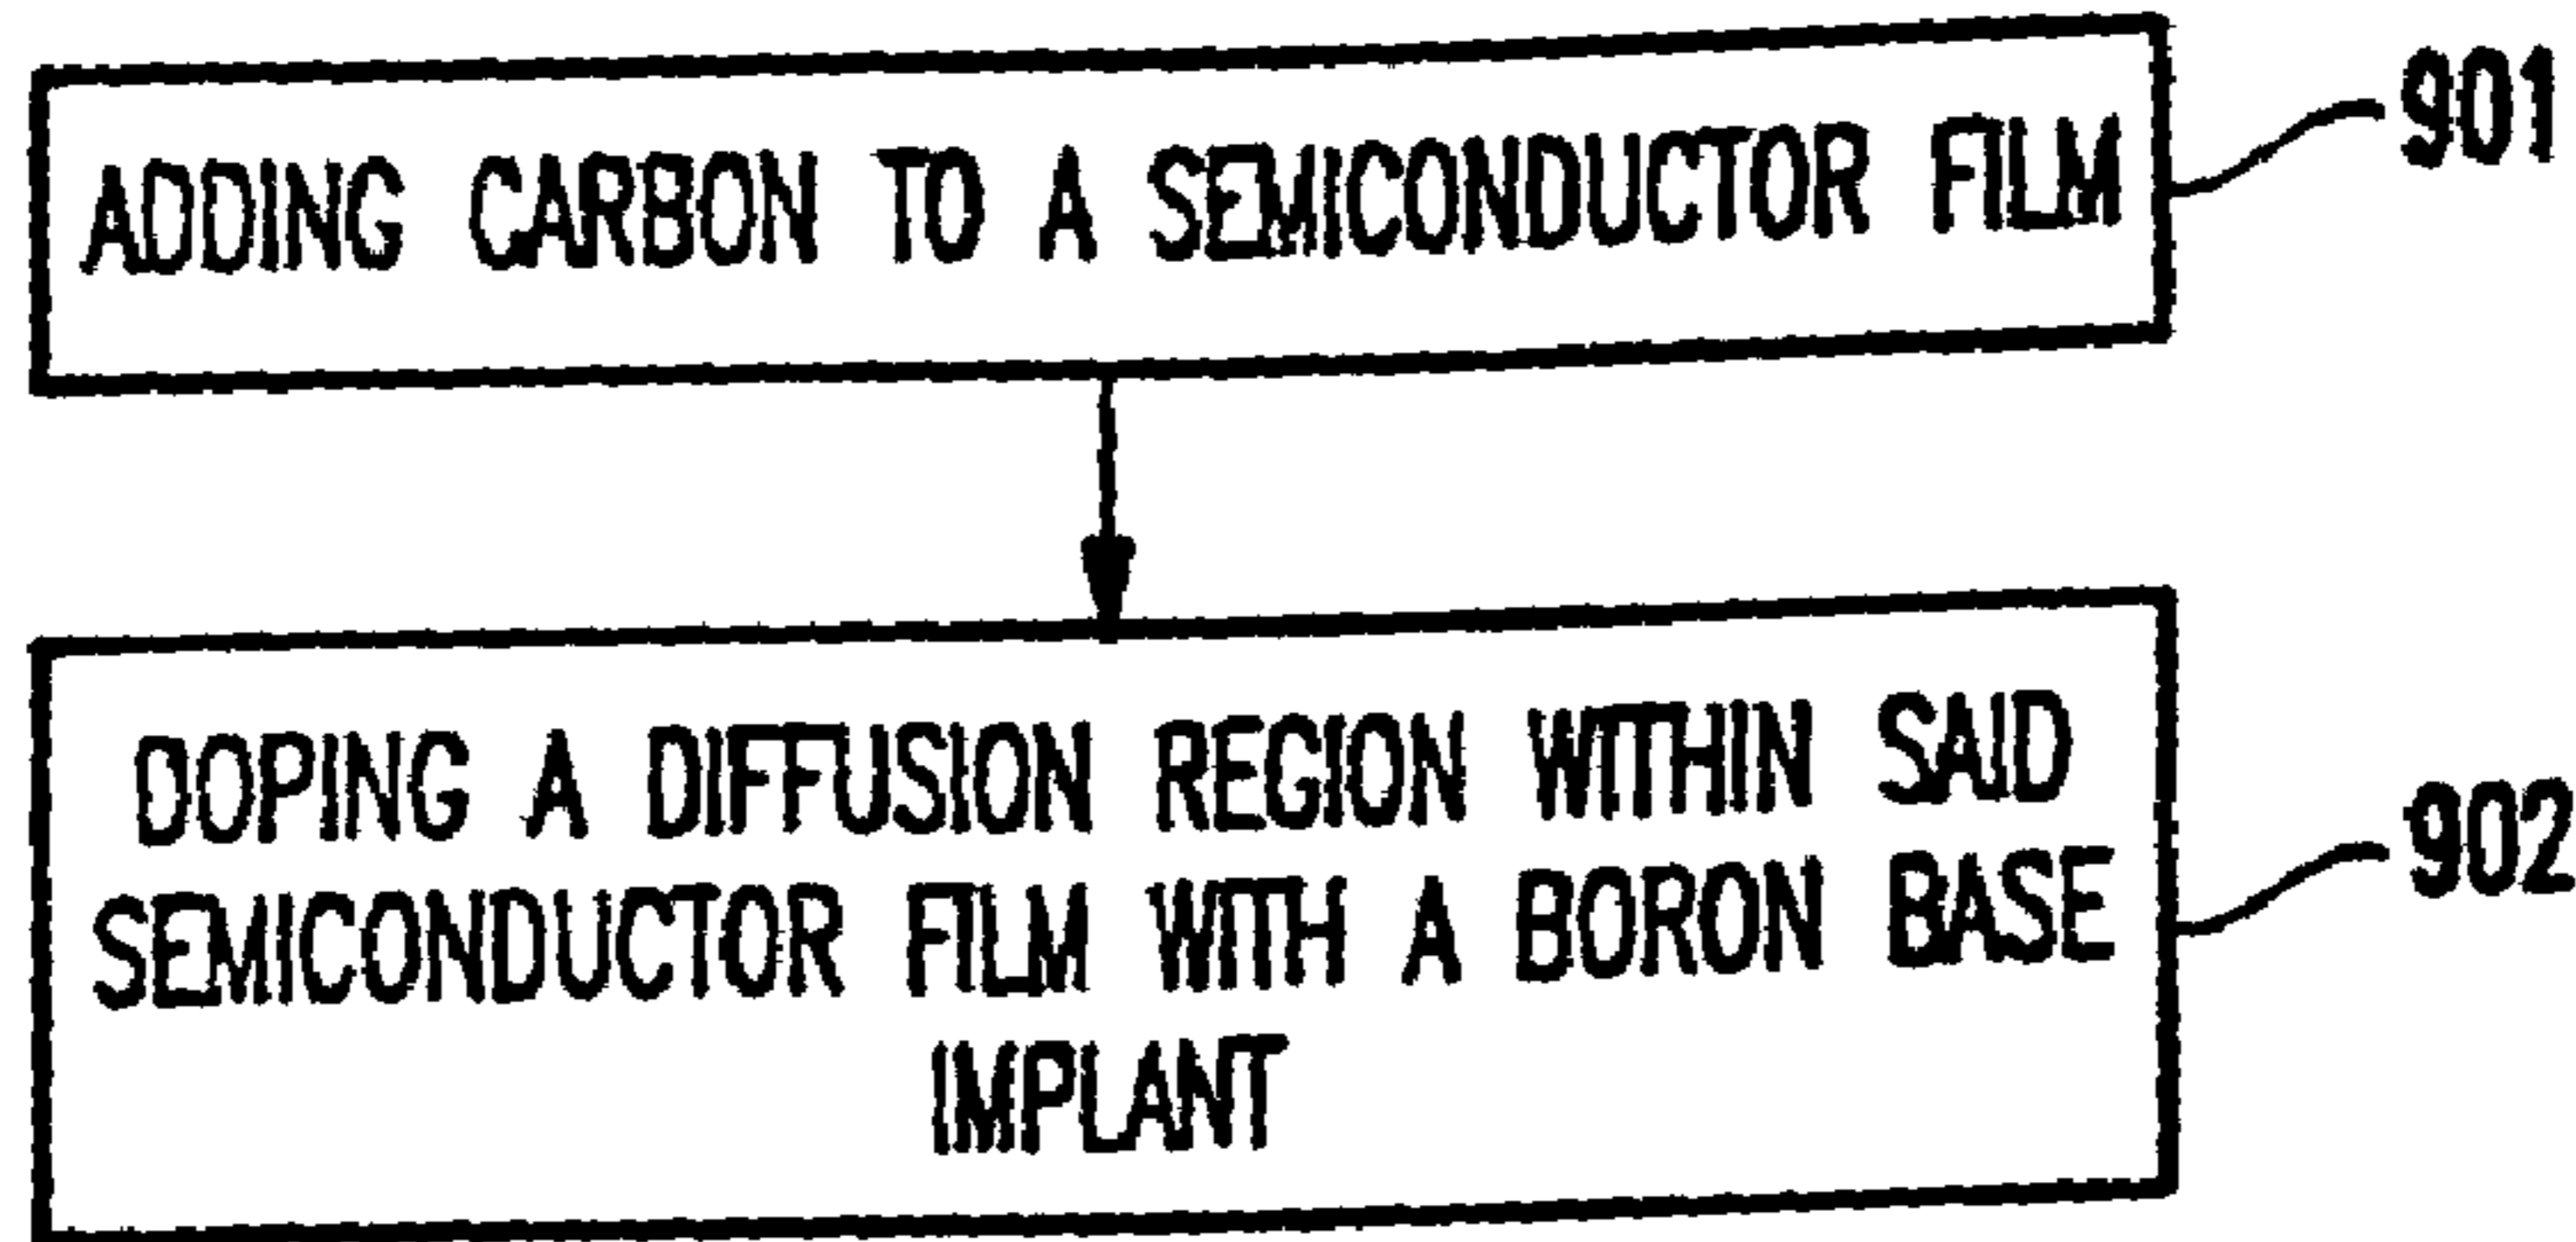 ADDING CARBON TO A SEMICONDUCTOR FILM
901
DOPING A DIFFUSION REGION WITHIN SAID
SEMICONDUCTOR FILM WITH A BORON BASE
IMPLANT
902